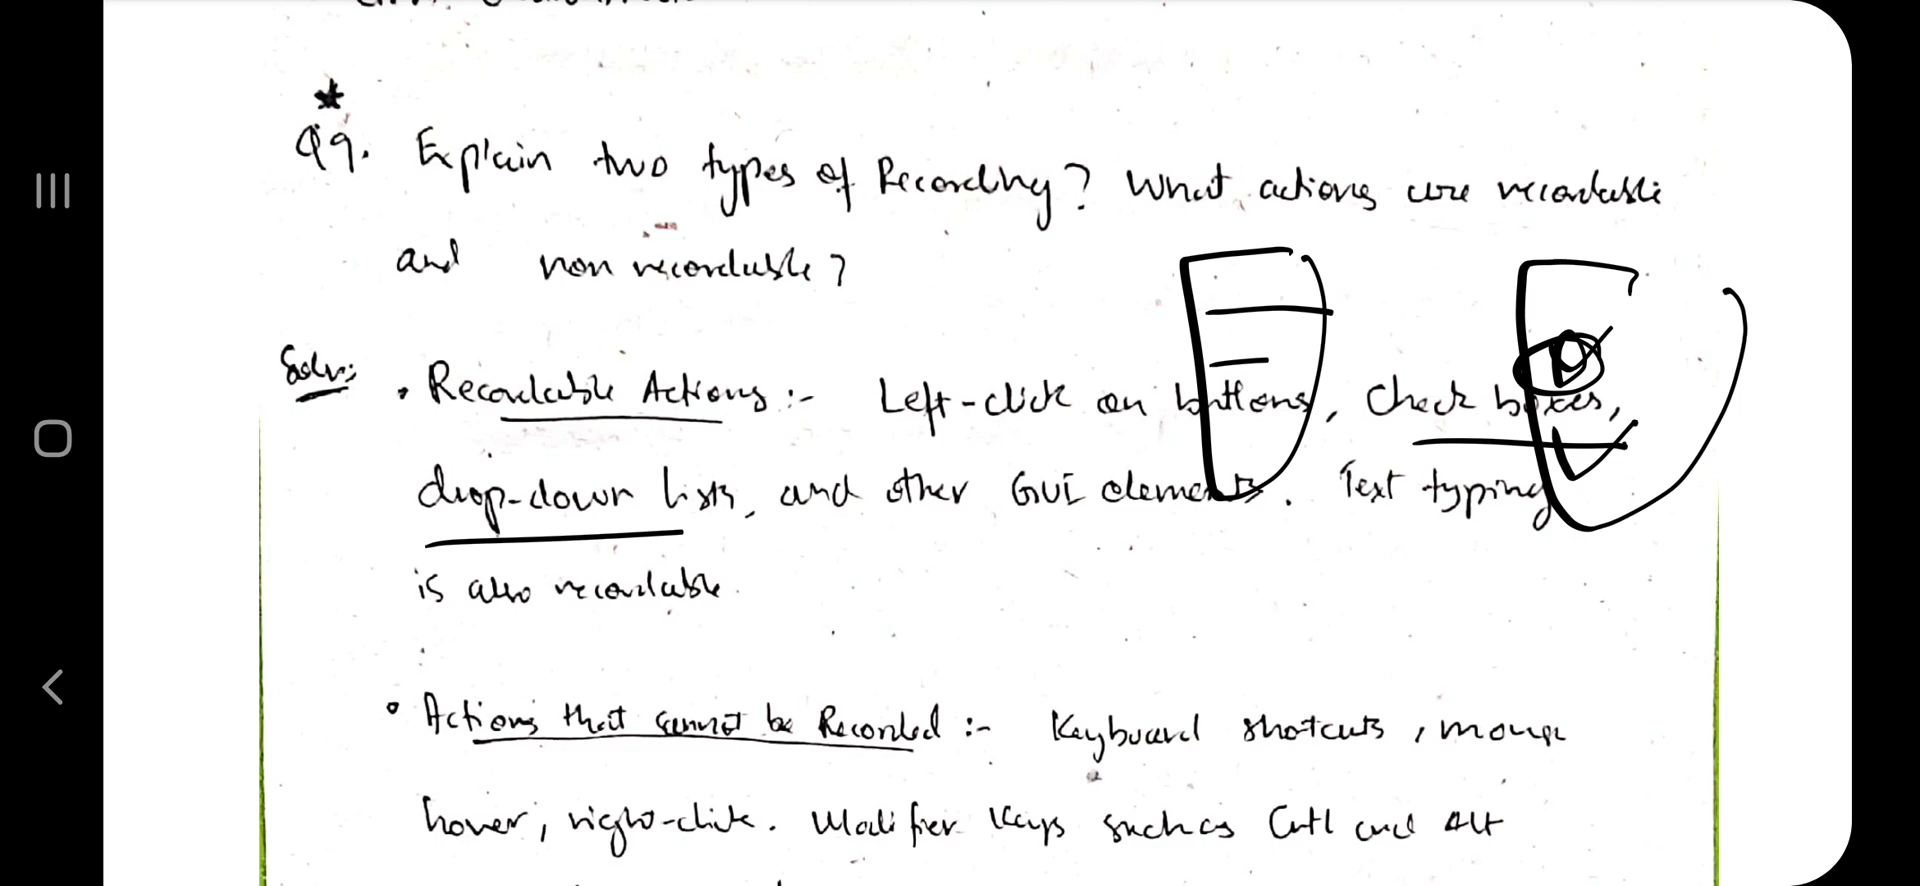 Q9. Explain two types of Recording? What actions are recordable
and non recordable?
Soln:
• Recordable Actions :- Left-click on buttons, check boxes,
drop-down lists, and other GUI elements. Text typing
is also recordable.
• Actions that cannot be Recorded :- Keyboard shotcuts, mouse
hover, right-click. Modifier Keys such as Ctrl and Alt